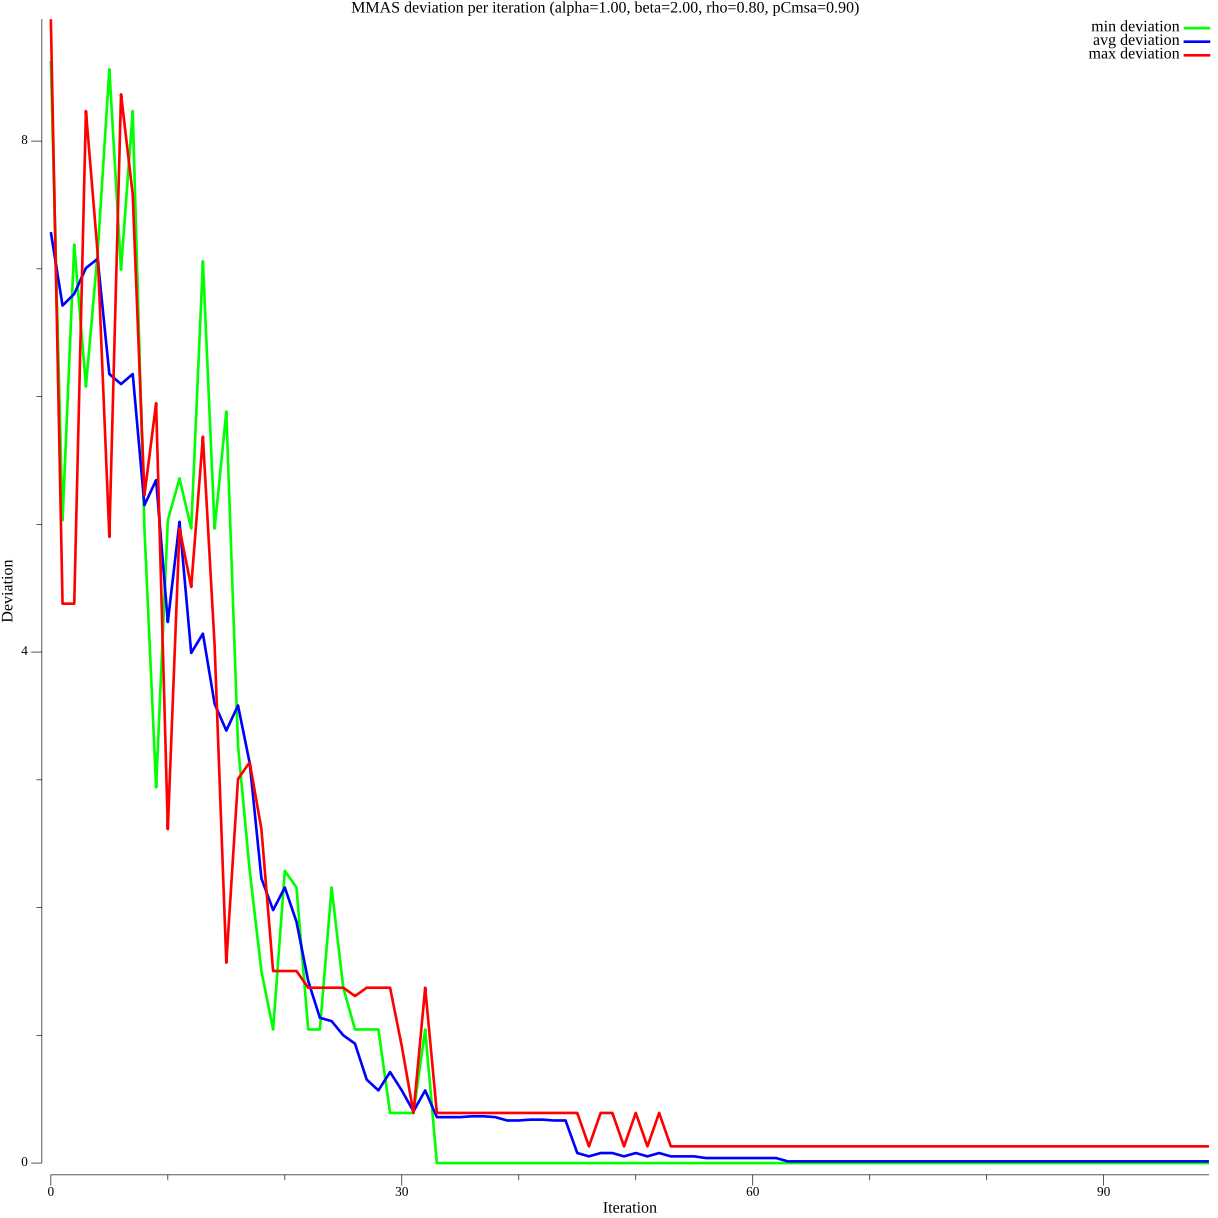 MMAS deviation per iteration (alpha=1.00, beta=2.00, rho=0.80, pCmsa=0.90)
min deviation
avg deviation
max deviation
8
4
0
Deviation
0 30 60 90
Iteration